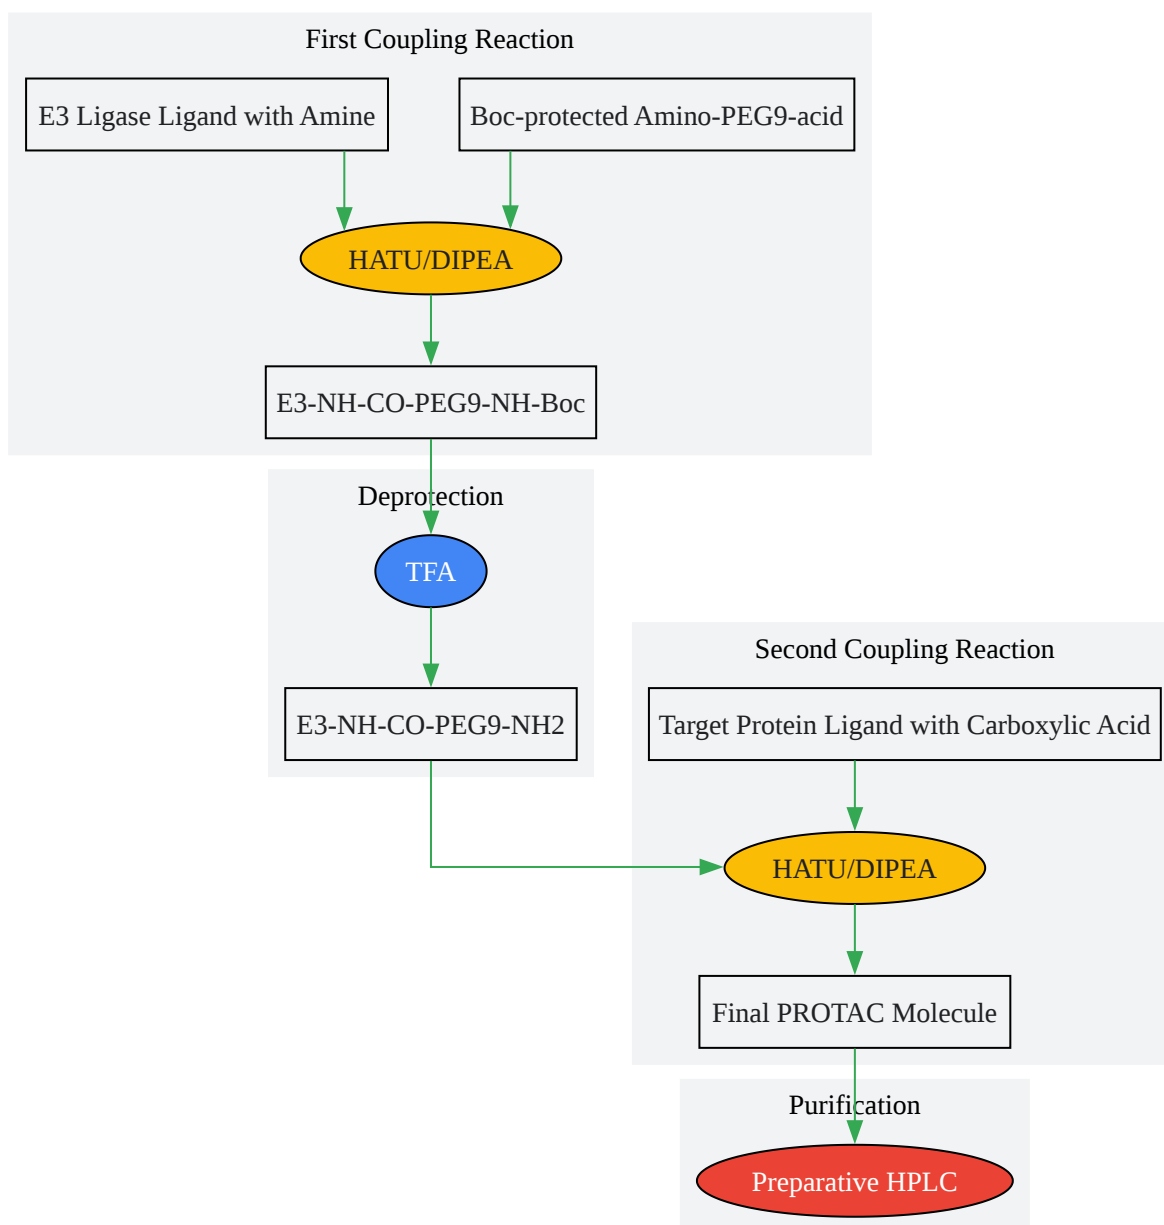 First Coupling Reaction
E3 Ligase Ligand with Amine
Boc-protected Amino-PEG9-acid
HATU/DIPEA
E3-NH-CO-PEG9-NH-Boc
Deprotection
TFA
E3-NH-CO-PEG9-NH2
Second Coupling Reaction
Target Protein Ligand with Carboxylic Acid
HATU/DIPEA
Final PROTAC Molecule
Purification
Preparative HPLC